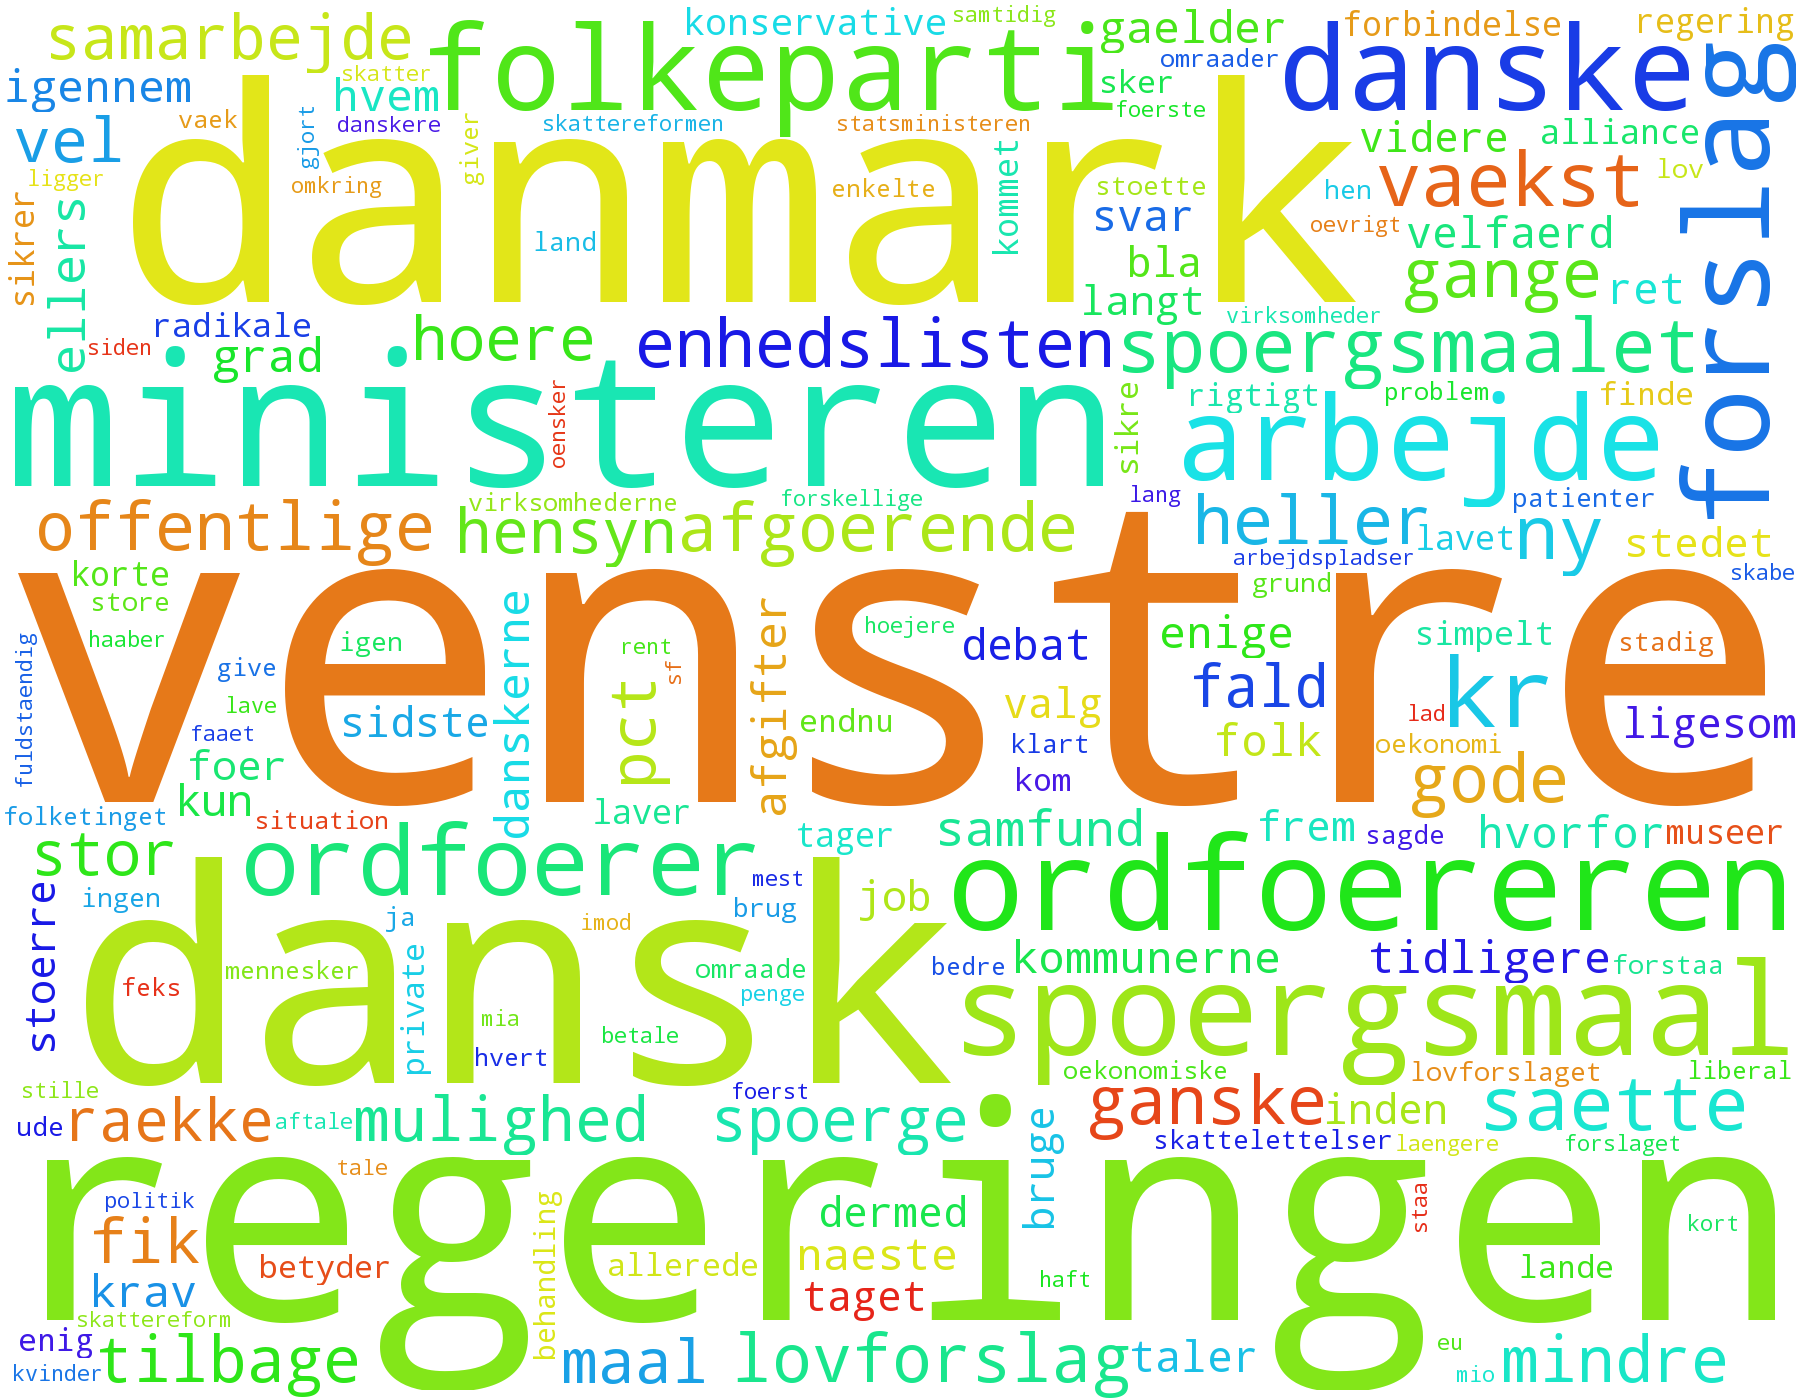 samarbejde
folkeparti
konservative
samtidig
gaelder
forbindelse
regering
danske
forslag
igennem
skatter
hvem
omraader
sker
foerste
vel
vaek
gjort
danskere
giver
skattereformen
statsministeren
kommet
videre
alliance
danmark
ligger
omkring
enkelte
stoette
hen
vaekst
lov
sikrer
ellers
land
svar
oevrigt
velfaerd
bla
gange
ret
langt
radikale
siden
grad
hoere
enhedslisten
virksomheder
spoergsmaalet
ministeren
oensker
sikre
rigtigt
problem
finde
arbejde
offentlige
virksomhederne
hensyn
forskellige
afgoerende
lang
heller
patienter
lavet
ny
stedet
arbejdspladser
skabe
korte
store
grund
venstre
fuldstaendig
haaber
igen
danskerne
rent
sf
afgifter
hoejere
debat
enige
simpelt
stadig
give
lave
faaet
sidste
pct
endnu
valg
klart
kom
fald
folk
lad
kr
oekonomi
ligesom
foer
kun
gode
folketinget
situation
laver
tager
samfund
frem
sagde
hvorfor
museer
stor
ordfoerer
ordfoereren
stoerre
ingen
ja
mest
brug
imod
job
dansk
feks
mennesker
private
omraade
penge
bedre
kommunerne
tidligere
forstaa
spoergsmaal
mia
hvert
betale
stille
foerst
oekonomiske
lovforslaget
liberal
ude
raekke
aftale
mulighed
spoerge
bruge
ganske
inden
saette
skattelettelser
laengere
forslaget
regeringen
tale
politik
fik
behandling
dermed
staa
kort
betyder
allerede
naeste
haft
lande
krav
taget
skattereform
enig
kvinder
tilbage
maal
lovforslag
taler
eu
mio
mindre